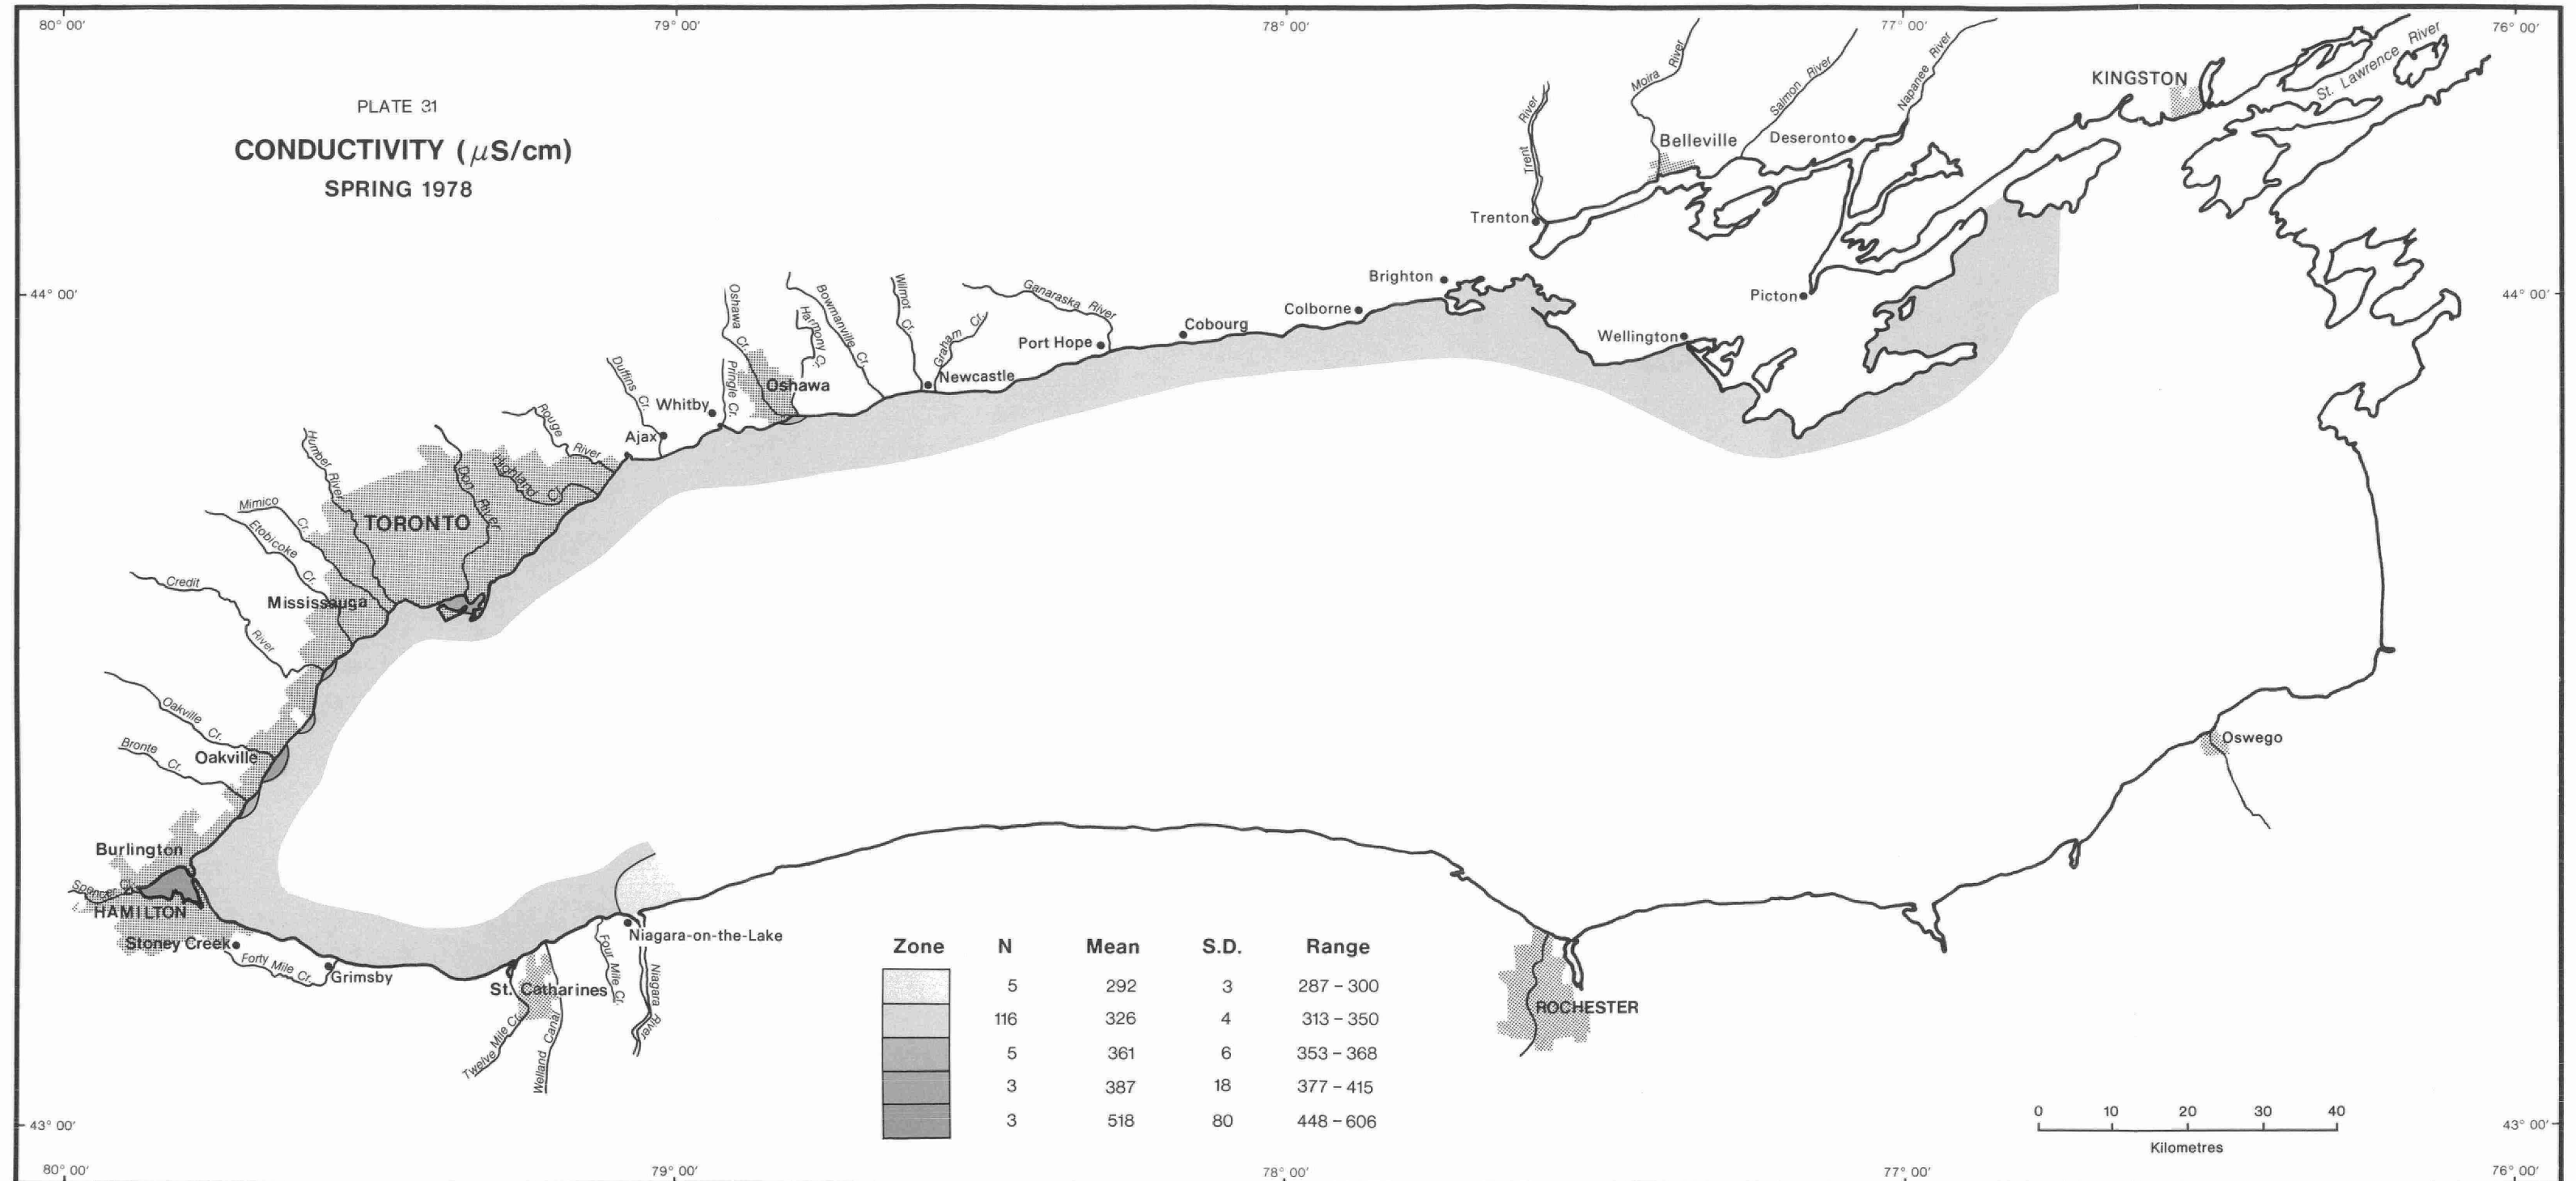 80° 00′ 79° 00′ 78° 00′ 77° 00′ 76° 00′
PLATE 31
CONDUCTIVITY (μS/cm)
SPRING 1978
44° 00′
44° 00′
43° 00′
43° 00′
KINGSTON
St. Lawrence River
Moira River
Salmon River
Napanee River
Trent River
Belleville
Deseronto
Trenton
Picton
Brighton
Colborne
Wellington
Cobourg
Port Hope
Ganaraska River
Graham Cr.
Wilmot Cr.
Newcastle
Bowmanville Cr.
Harmony Cr.
Oshawa Cr.
Oshawa
Pringle Cr.
Whitby
Duffins Cr.
Ajax
Rouge River
Highland Cr.
Don River
Humber River
TORONTO
Mimico Cr.
Etobicoke Cr.
Mississauga
Credit River
Oakville Cr.
Oakville
Bronte Cr.
Burlington
Spencer Cr.
HAMILTON
Stoney Creek
Forty Mile Cr.
Grimsby
St. Catharines
Twelve Mile Cr.
Welland Canal
Four Mile Cr.
Niagara-on-the-Lake
Niagara River
ROCHESTER
Oswego
Zone N Mean S.D. Range
5 292 3 287 – 300
116 326 4 313 – 350
5 361 6 353 – 368
3 387 18 377 – 415
3 518 80 448 – 606
0 10 20 30 40
Kilometres
80° 00′ 79° 00′ 78° 00′ 77° 00′ 76° 00′